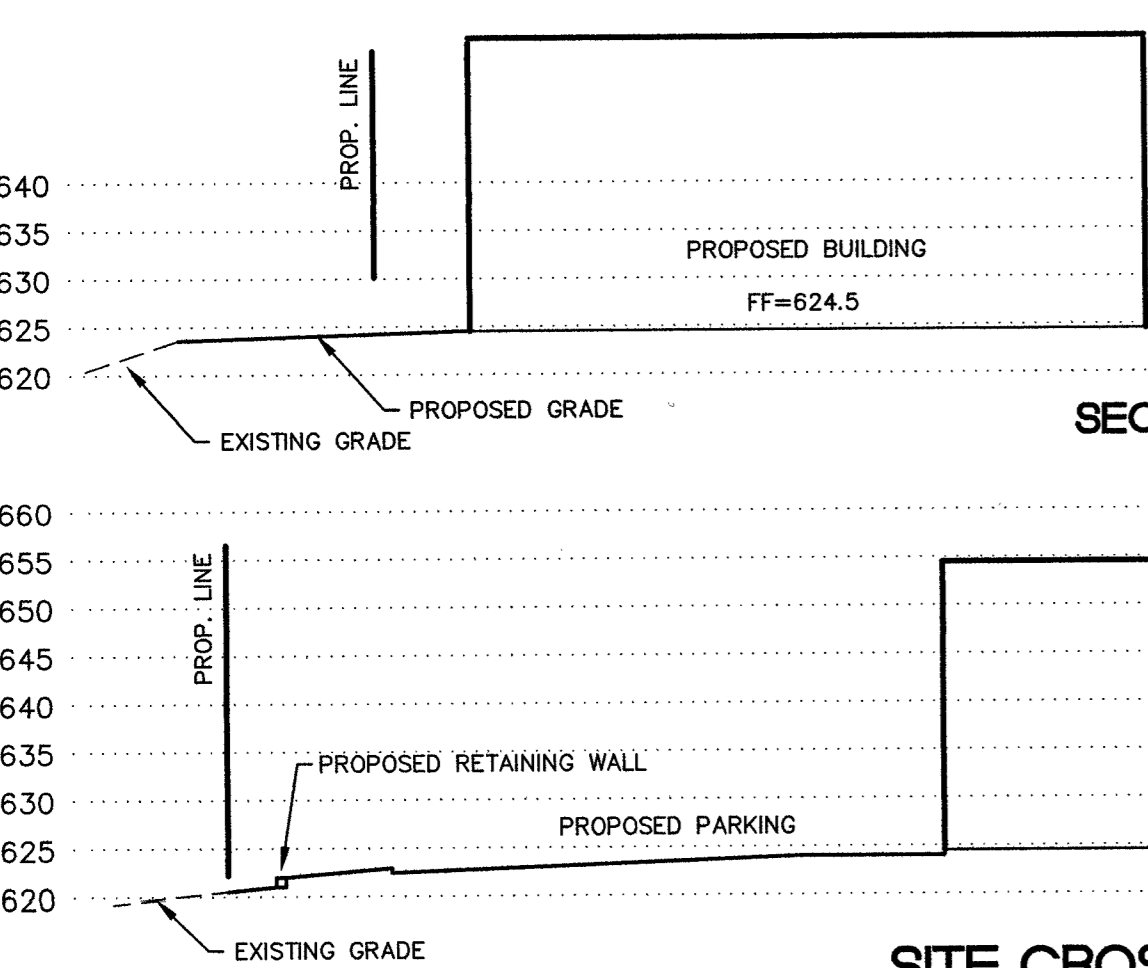 PROP. LINE
640
635
630
625
620
PROPOSED BUILDING
FF=624.5
PROPOSED GRADE
EXISTING GRADE
SEC
660
655
650
645
640
635
630
625
620
PROP. LINE
PROPOSED RETAINING WALL
PROPOSED PARKING
EXISTING GRADE
SITE CROS